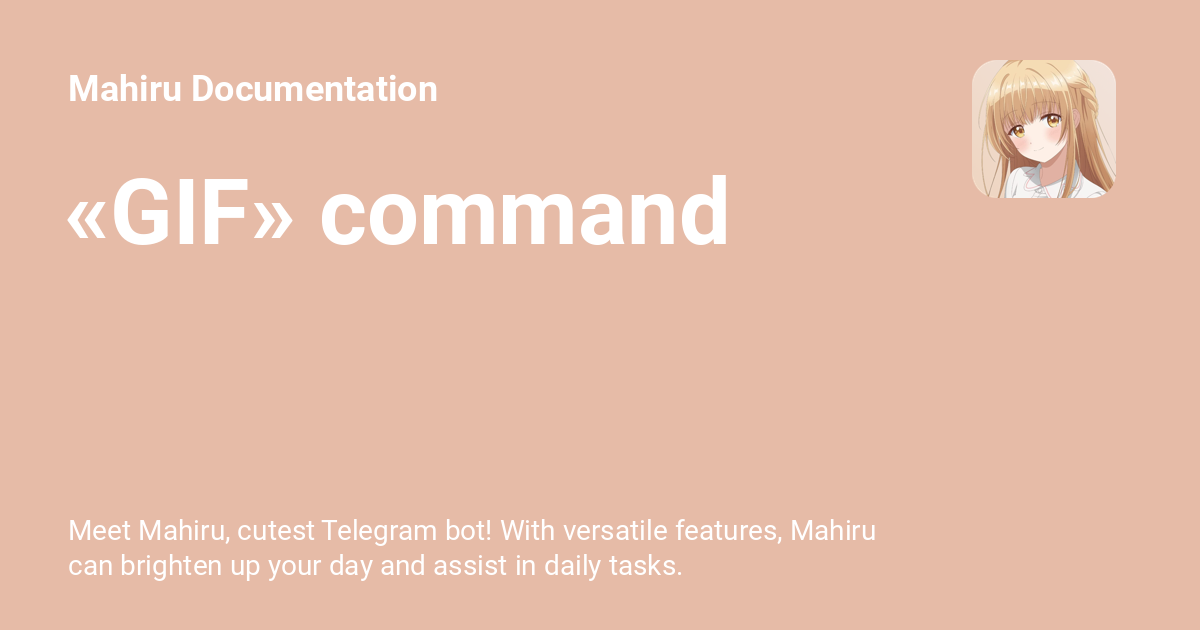 Mahiru Documentation
«GIF» command
Meet Mahiru, cutest Telegram bot! With versatile features, Mahiru
can brighten up your day and assist in daily tasks.